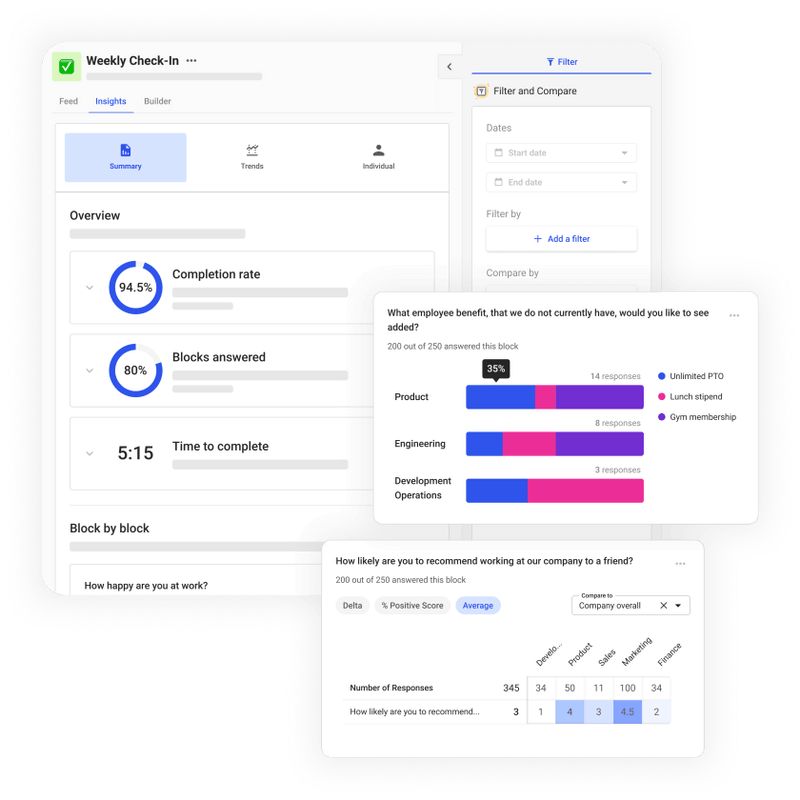 Weekly Check-In ...
Feed Insights Builder
Summary Trends Individual
Overview
94.5% Completion rate
80% Blocks answered
5:15 Time to complete
Block by block
How happy are you at work?
Filter
Filter and Compare
Dates
Start date
End date
Filter by
+ Add a filter
Compare by
What employee benefit, that we do not currently have, would you like to see
added?
200 out of 250 answered this block
35%
14 responses
Product
8 responses
Engineering
3 responses
Development
Operations
Unlimited PTO
Lunch stipend
Gym membership
How likely are you to recommend working at our company to a friend?
200 out of 250 answered this block
Delta % Positive Score Average
Compare to
Company overall
Develo... Product Sales Marketing Finance
Number of Responses 345 34 50 11 100 34
How likely are you to recommend... 3 1 4 3 4.5 2